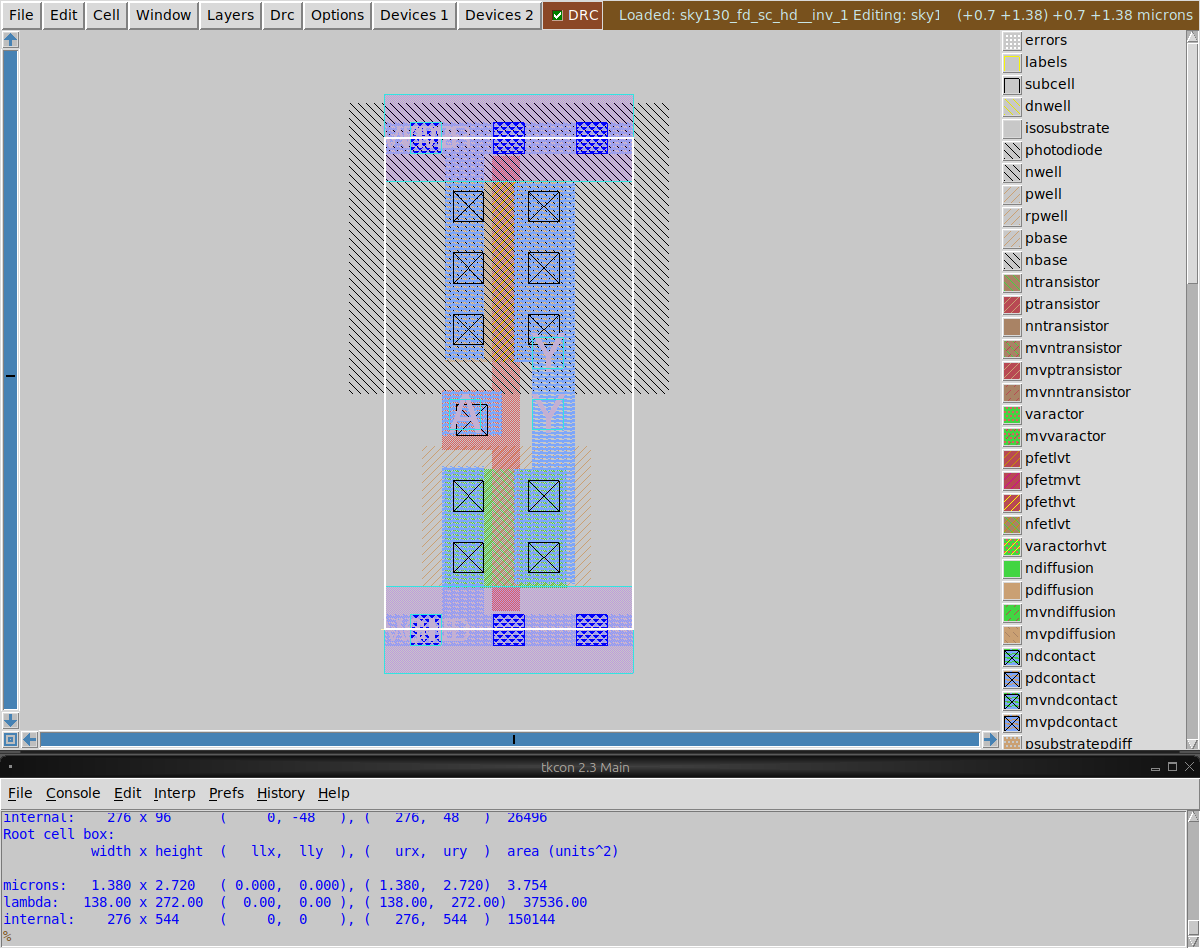 File Edit Cell Window Layers Drc Options Devices 1 Devices 2 DRC Loaded: sky130_fd_sc_hd__inv_1 Editing: sky1 (+0.7 +1.38) +0.7 +1.38 microns
errors
labels
subcell
dnwell
isosubstrate
photodiode
nwell
pwell
rpwell
pbase
nbase
ntransistor
ptransistor
nntransistor
mvntransistor
mvptransistor
mvnntransistor
varactor
mvvaractor
pfetlvt
pfetmvt
pfethvt
nfetlvt
varactorhvt
ndiffusion
pdiffusion
mvndiffusion
mvpdiffusion
ndcontact
pdcontact
mvndcontact
mvpdcontact
psubstratepdiff
Y
A Y
tkcon 2.3 Main
File Console Edit Interp Prefs History Help
internal: 276 x 96 ( 0, -48 ), ( 276, 48 ) 26496
Root cell box:
width x height ( llx, lly ), ( urx, ury ) area (units^2)
microns: 1.380 x 2.720 ( 0.000, 0.000), ( 1.380, 2.720) 3.754
lambda: 138.00 x 272.00 ( 0.00, 0.00 ), ( 138.00, 272.00) 37536.00
internal: 276 x 544 ( 0, 0 ), ( 276, 544 ) 150144
%